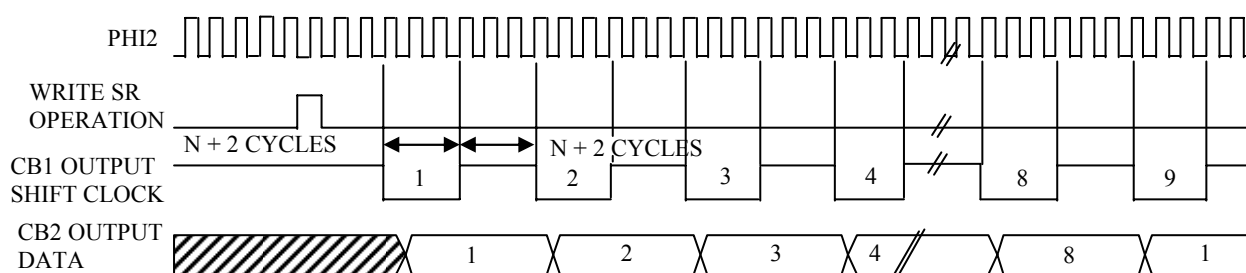 PHI2
WRITE SR
OPERATION
N + 2 CYCLES
N + 2 CYCLES
CB1 OUTPUT
SHIFT CLOCK
1
2
3
4
8
9
CB2 OUTPUT
DATA
1
2
3
4
8
1